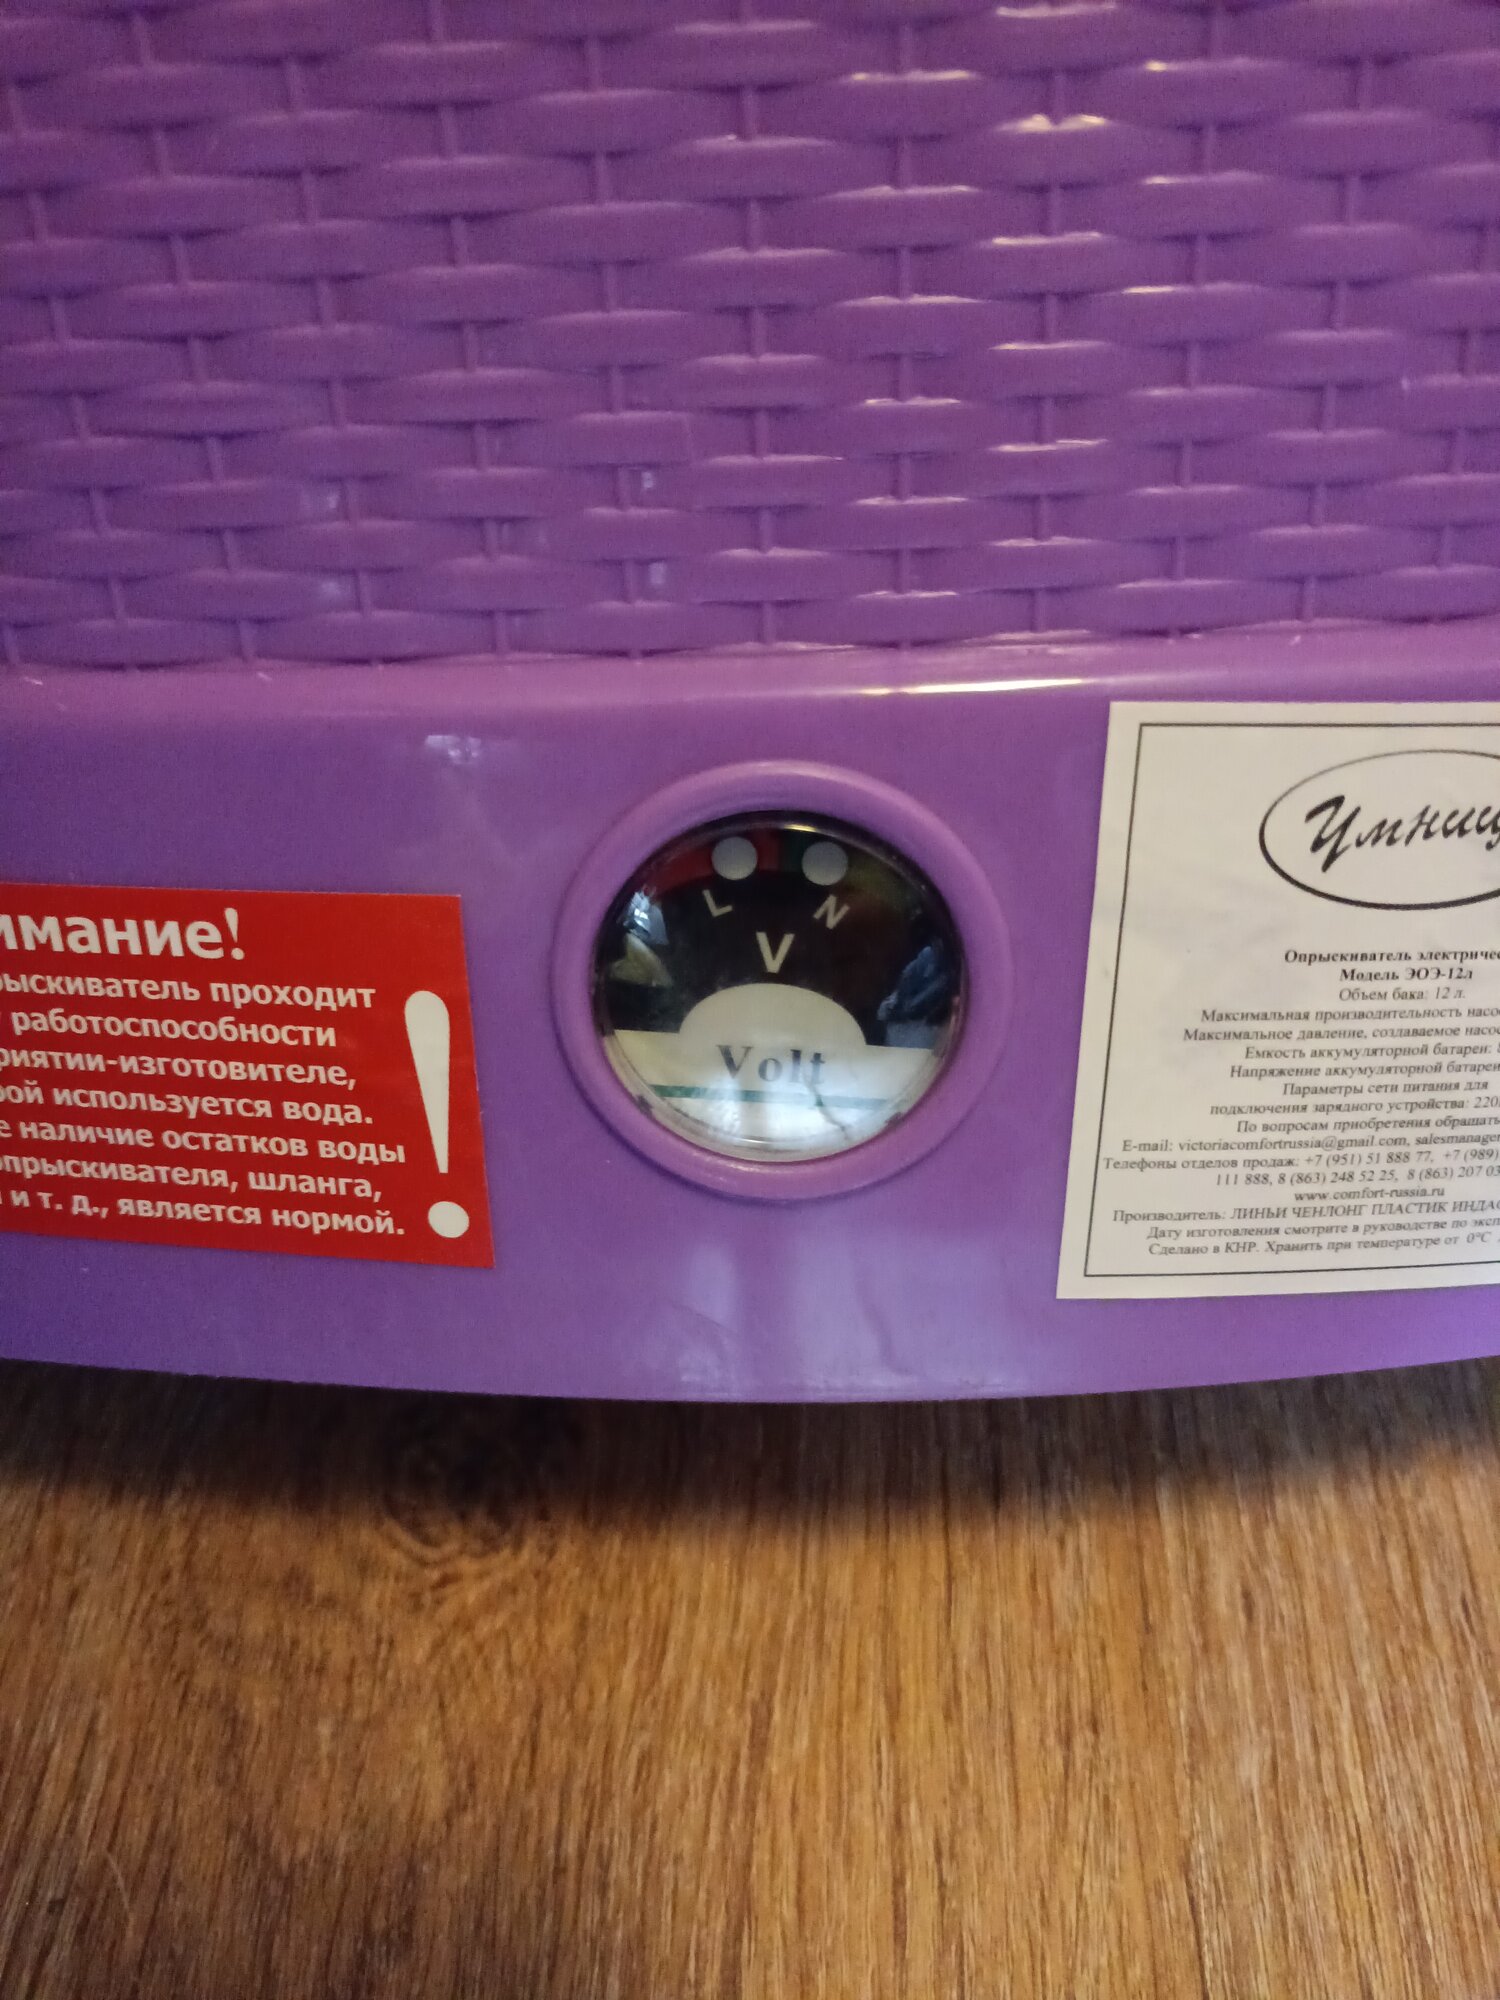 имание!
рыскиватель проходит
у работоспособности
риятии-изготовителе,
рой используется вода.
е наличие остатков воды
опрыскивателя, шланга,
и т. д., является нормой.
L N
V
Volt
Умниц
Опрыскиватель электричес
Модель ЭОЭ-12л
Объем бака: 12 л.
Максимальная производительность насо
Максимальное давление, создаваемое насо
Емкость аккумуляторной батареи: 8
Напряжение аккумуляторной батареи
Параметры сети питания для
подключения зарядного устройства: 220
По вопросам приобретения обращать
E-mail: victoriacomfortrussia@gmail.com, salesmanager
Телефоны отделов продаж: +7 (951) 51 888 77, +7 (989)
111 888, 8 (863) 248 52 25, 8 (863) 207 03
www.comfort-russia.ru
Производитель: ЛИНЬИ ЧЕНЛОНГ ПЛАСТИК ИНДАС
Дату изготовления смотрите в руководстве по эксп
Сделано в КНР. Хранить при температуре от 0°C